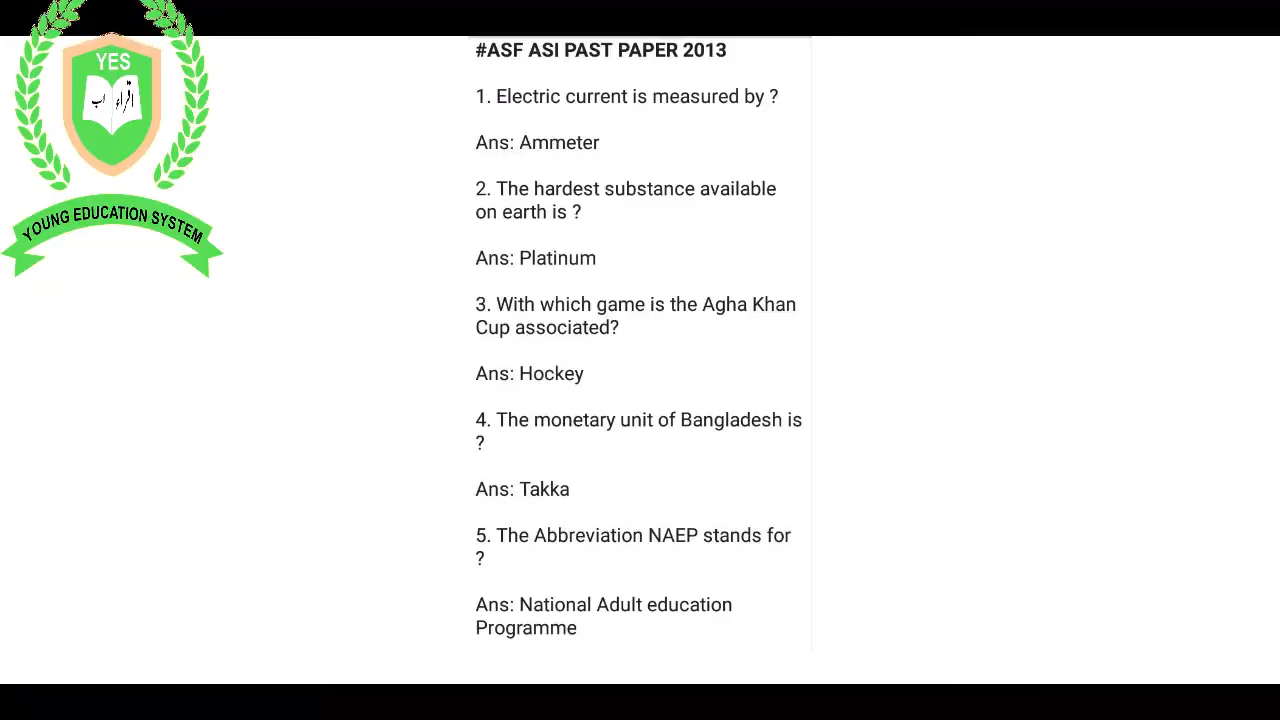 YES
اقراء
اب
YOUNG EDUCATION SYSTEM
#ASF ASI PAST PAPER 2013
1. Electric current is measured by ?
Ans: Ammeter
2. The hardest substance available
on earth is ?
Ans: Platinum
3. With which game is the Agha Khan
Cup associated?
Ans: Hockey
4. The monetary unit of Bangladesh is
?
Ans: Takka
5. The Abbreviation NAEP stands for
?
Ans: National Adult education
Programme